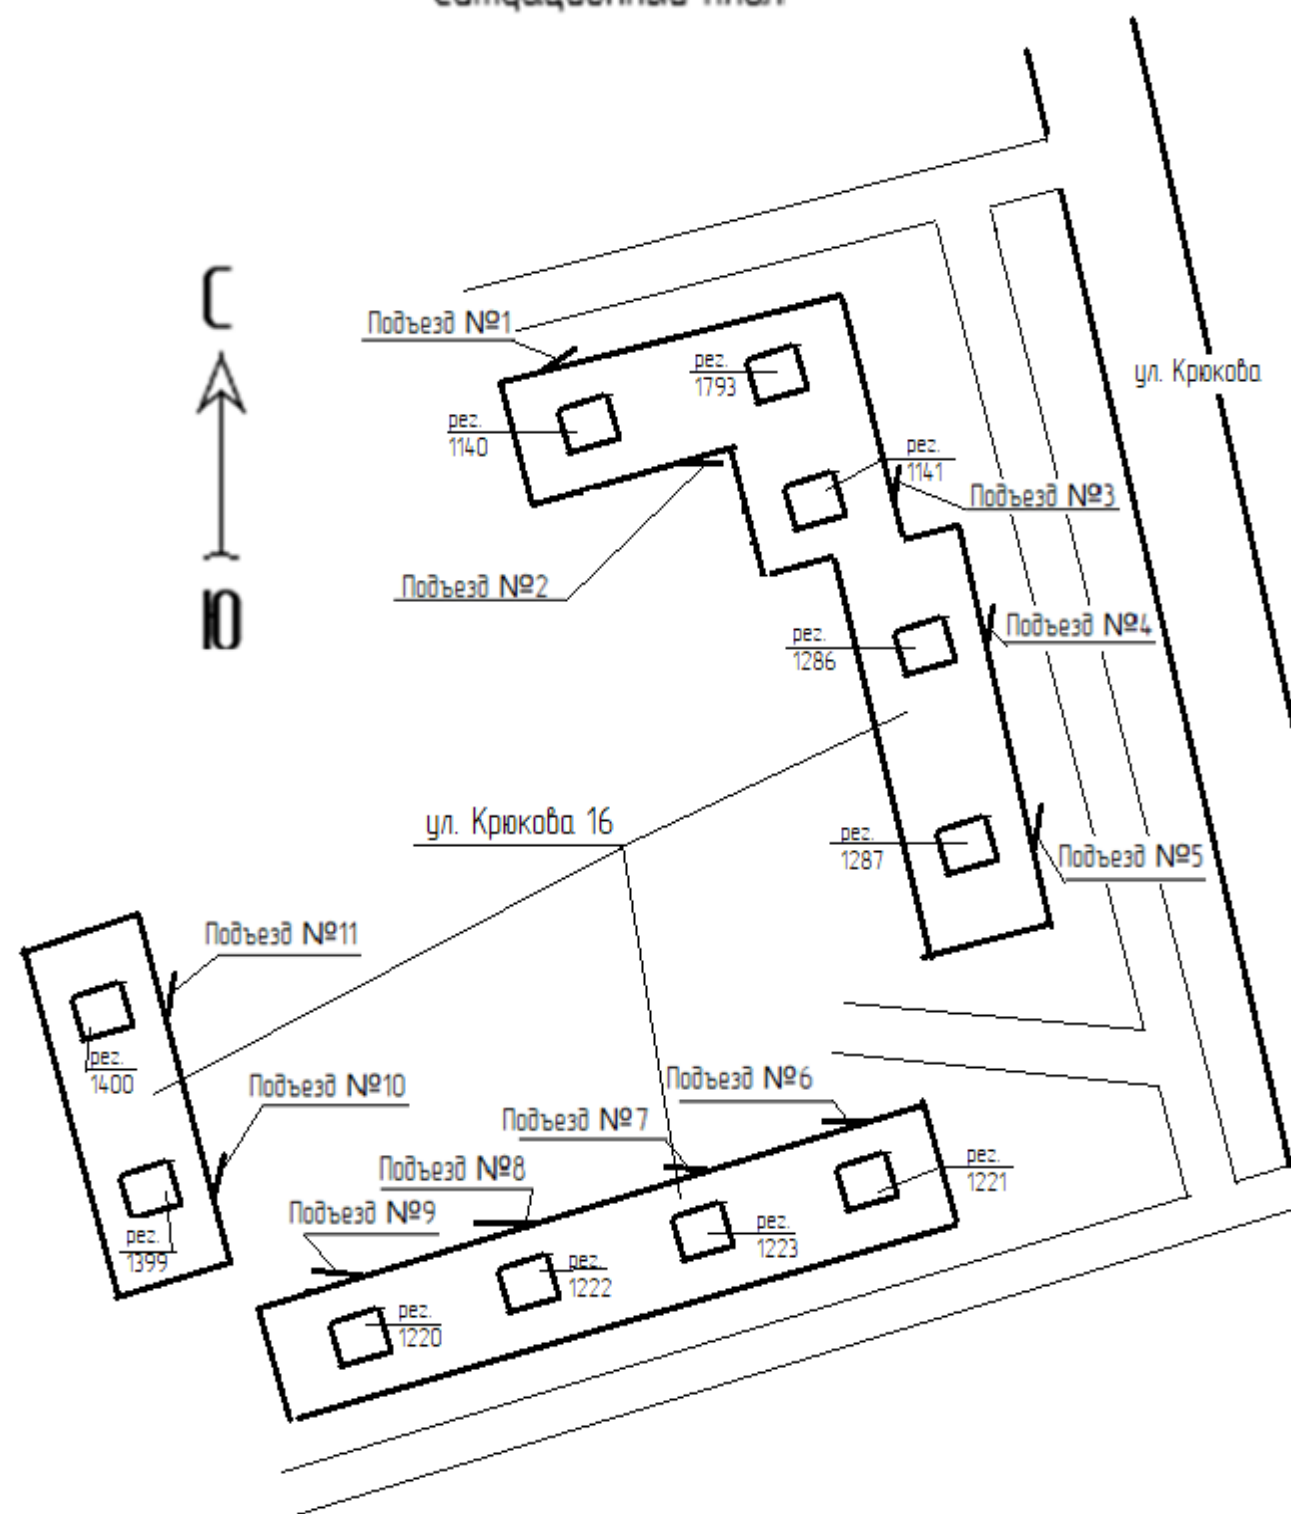 Ситуационный план
С
Ю
ул. Крюкова
Подъезд №1
рег.
1793
рег.
1140
рег.
1141
Подъезд №3
Подъезд №2
рег.
1286
Подъезд №4
ул. Крюкова 16
рег.
1287
Подъезд №5
Подъезд №11
рег.
1400
Подъезд №10
Подъезд №6
Подъезд №7
Подъезд №8
Подъезд №9
рег.
1221
рег.
1223
рег.
1399
рег.
1222
рег.
1220